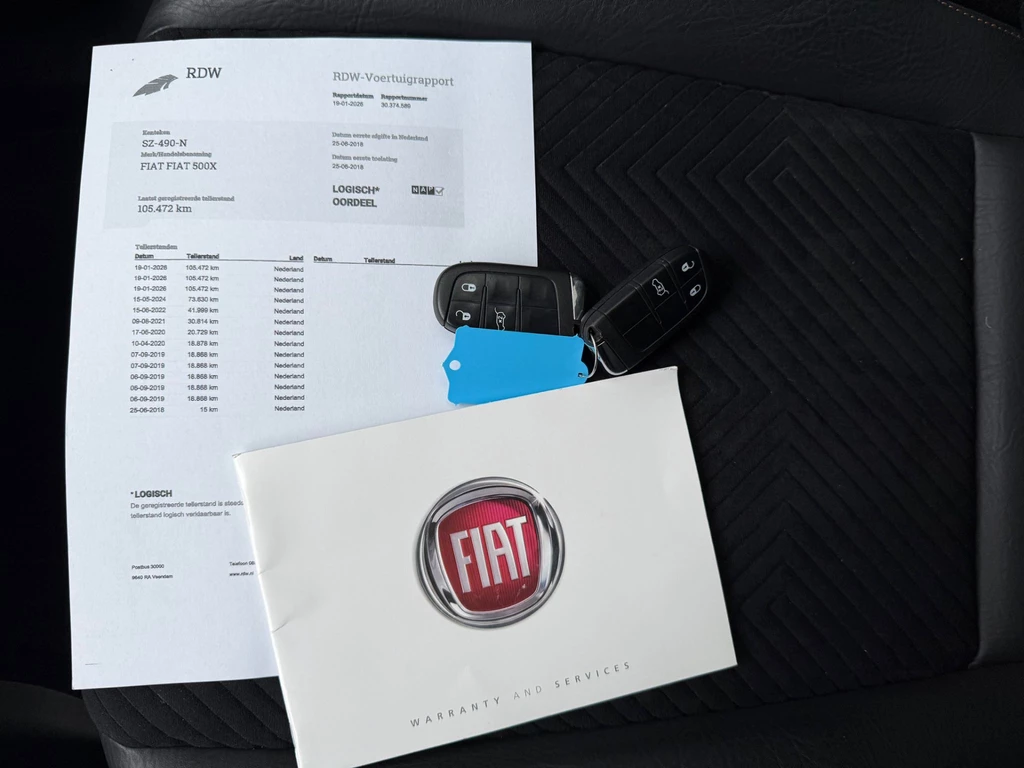 RDW
RDW-Voertuigrapport
Rapportdatum Rapportnummer
19-01-2026 30.374.589
Kenteken
SZ-490-N
Merk/Handelsbenaming
FIAT FIAT 500X
Laatst geregistreerde tellerstand
105.472 km
Datum eerste afgifte in Nederland
25-06-2018
Datum eerste toelating
25-06-2018
LOGISCH*
OORDEEL
NAP
Tellerstanden
Datum Tellerstand Land Datum Tellerstand
19-01-2026 105.472 km Nederland
19-01-2026 105.472 km Nederland
19-01-2026 105.472 km Nederland
15-05-2024 73.630 km Nederland
15-06-2022 41.999 km Nederland
09-06-2021 30.814 km Nederland
17-06-2020 20.729 km Nederland
10-04-2020 18.878 km Nederland
07-09-2019 18.868 km Nederland
07-09-2019 18.868 km Nederland
06-09-2019 18.868 km Nederland
06-09-2019 18.868 km Nederland
06-09-2019 18.868 km Nederland
25-06-2018 15 km Nederland
* LOGISCH
De geregistreerde tellerstand is steeds
tellerstand logisch verklaarbaar is.
Postbus 30000
9640 RA Veendam
Telefoon
www.rdw.nl
FIAT
WARRANTY AND SERVICES